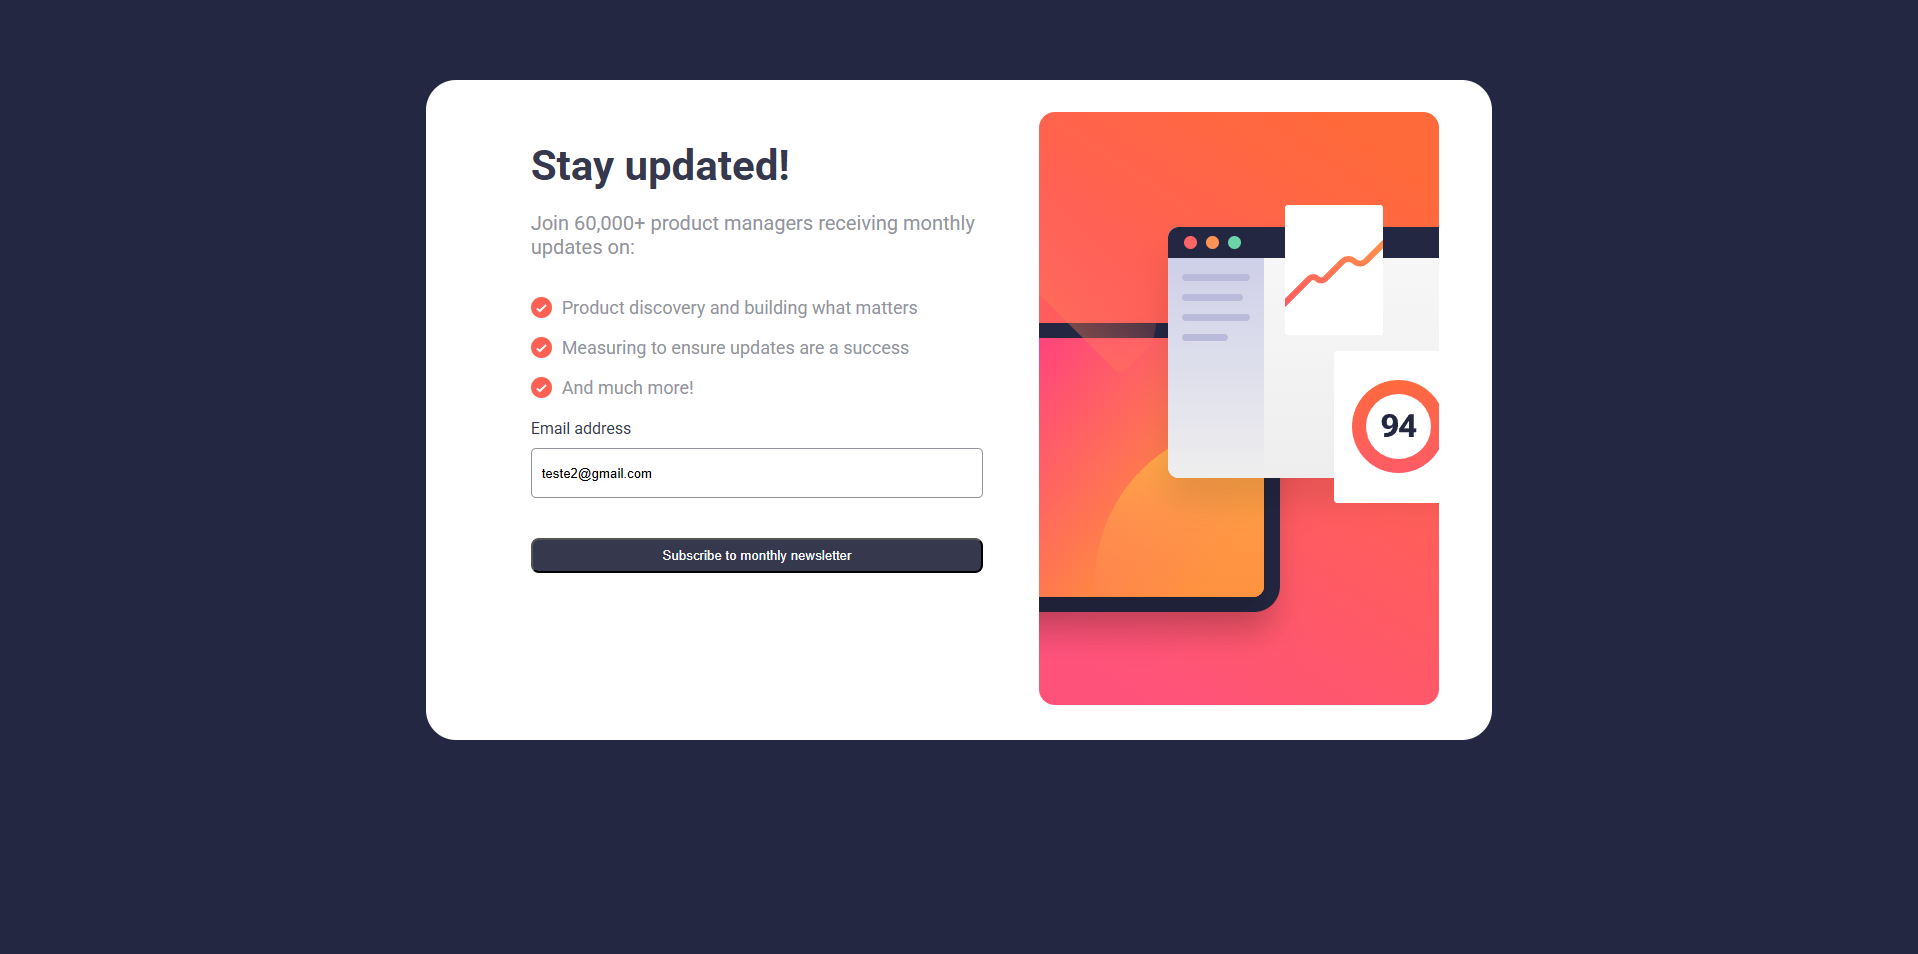 Stay updated!
Join 60,000+ product managers receiving monthly
updates on:
Product discovery and building what matters
Measuring to ensure updates are a success
And much more!
Email address
teste2@gmail.com
Subscribe to monthly newsletter
94